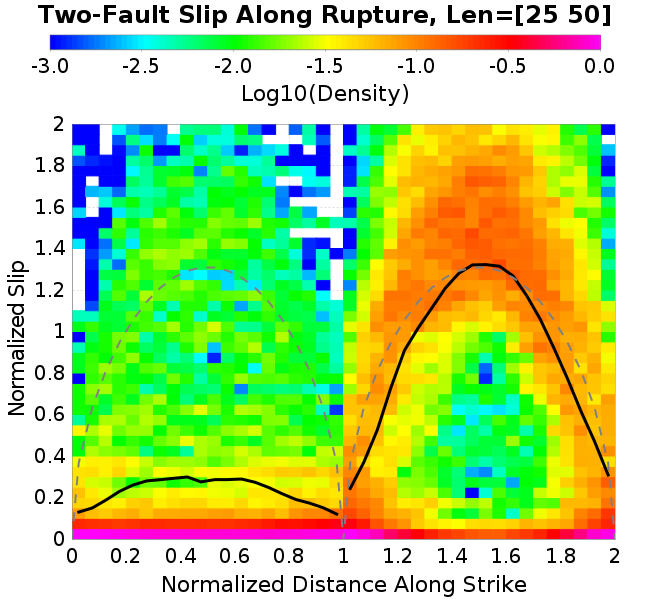 Two-Fault Slip Along Rupture, Len=[25 50]
-3.0 -2.5 -2.0 -1.5 -1.0 -0.5 0.0
Log10(Density)
2
1.8
1.6
1.4
1.2
1
0.8
0.6
0.4
0.2
0
Normalized Slip
0 0.2 0.4 0.6 0.8 1 1.2 1.4 1.6 1.8 2
Normalized Distance Along Strike